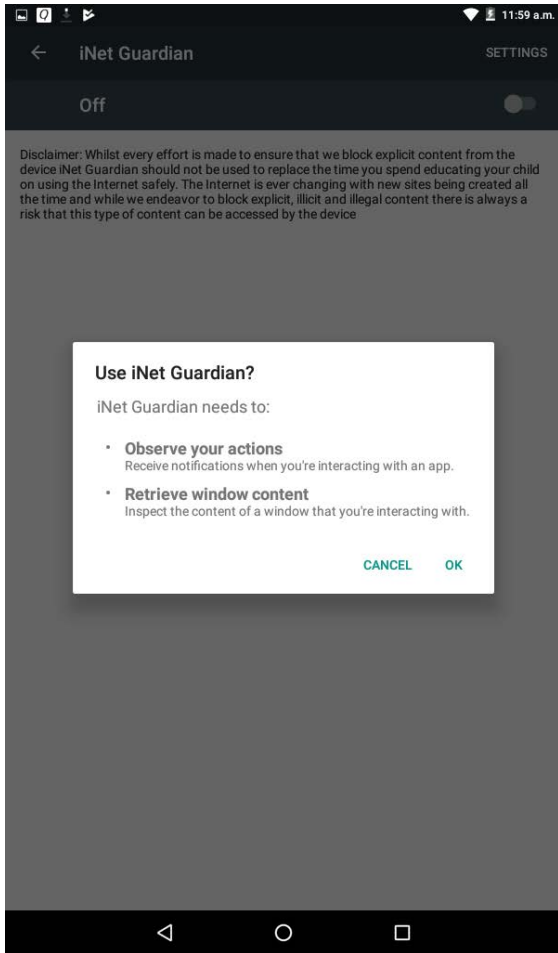 11:59 a.m.
iNet Guardian
SETTINGS
Off
Disclaimer: Whilst every effort is made to ensure that we block explicit content from the
device iNet Guardian should not be used to replace the time you spend educating your child
on using the Internet safely. The Internet is ever changing with new sites being created all
the time and while we endeavor to block explicit, illicit and illegal content there is always a
risk that this type of content can be accessed by the device
Use iNet Guardian?
iNet Guardian needs to:
• Observe your actions
Receive notifications when you're interacting with an app.
• Retrieve window content
Inspect the content of a window that you're interacting with.
CANCEL
OK